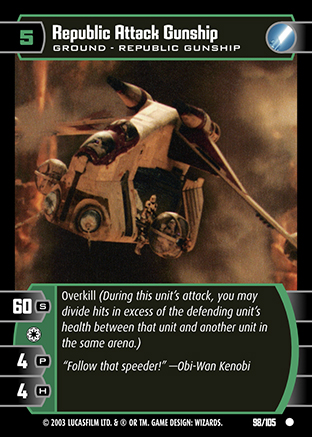 5 Republic Attack Gunship
GROUND - REPUBLIC GUNSHIP
60 S
Overkill (During this unit's attack, you may
divide hits in excess of the defending unit's
health between that unit and another unit in
the same arena.)
4 P
4 H
"Follow that speeder!" —Obi-Wan Kenobi
© 2003 LUCASFILM LTD. & ® OR TM. GAME DESIGN: WIZARDS. 98/105